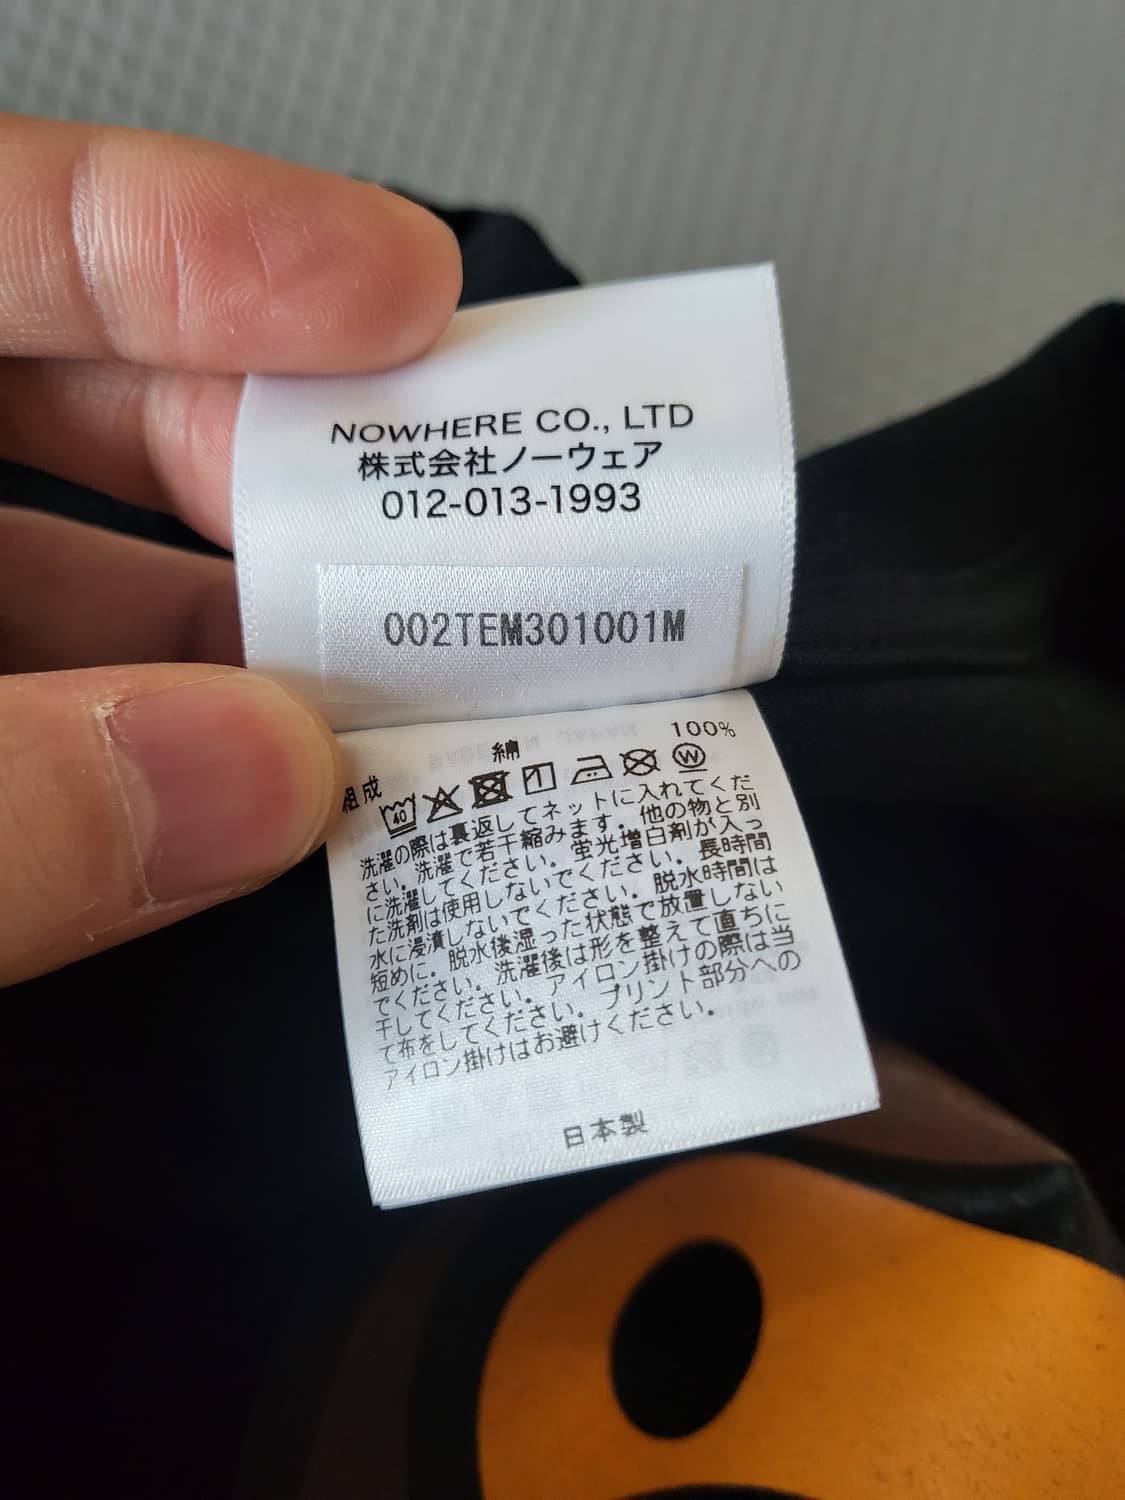 NOWHERE CO., LTD
株式会社ノーウェア
012-013-1993
002TEM301001M
組成 綿 100%
40 W
洗濯の際は裏返してネットに入れてくだ
さい。洗濯で若干縮みます。他の物と別
に洗濯してください。蛍光増白剤が入っ
た洗剤は使用しないでください。長時間
水に浸漬しないでください。脱水時間は
短めに。脱水後湿った状態で放置しない
でください。洗濯後は形を整えて直ちに
干してください。アイロン掛けの際は当
て布をしてください。プリント部分への
アイロン掛けはお避けください。
日本製